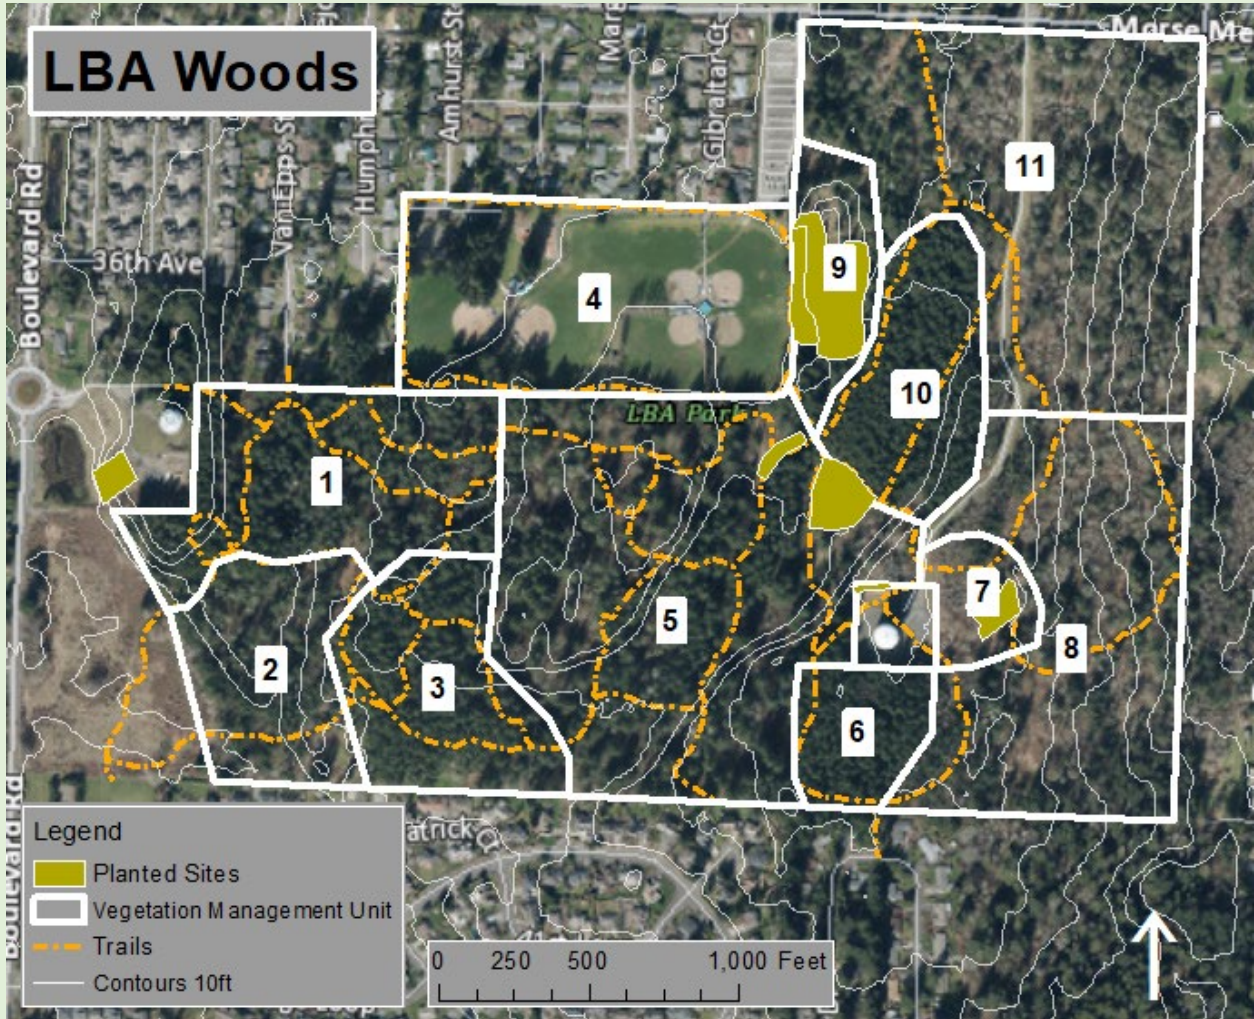 LBA Woods
Morse Me
Boulevard Rd
Van Epps St
Humph
Amhurst St
Gibraltar Ct
36th Ave
LBA Park
11
9
4
10
1
7
5
8
2
3
6
Boulevard Rd
atrick Ct
Legend
Planted Sites
Vegetation Management Unit
Trails
Contours 10ft
0 250 500 1,000 Feet